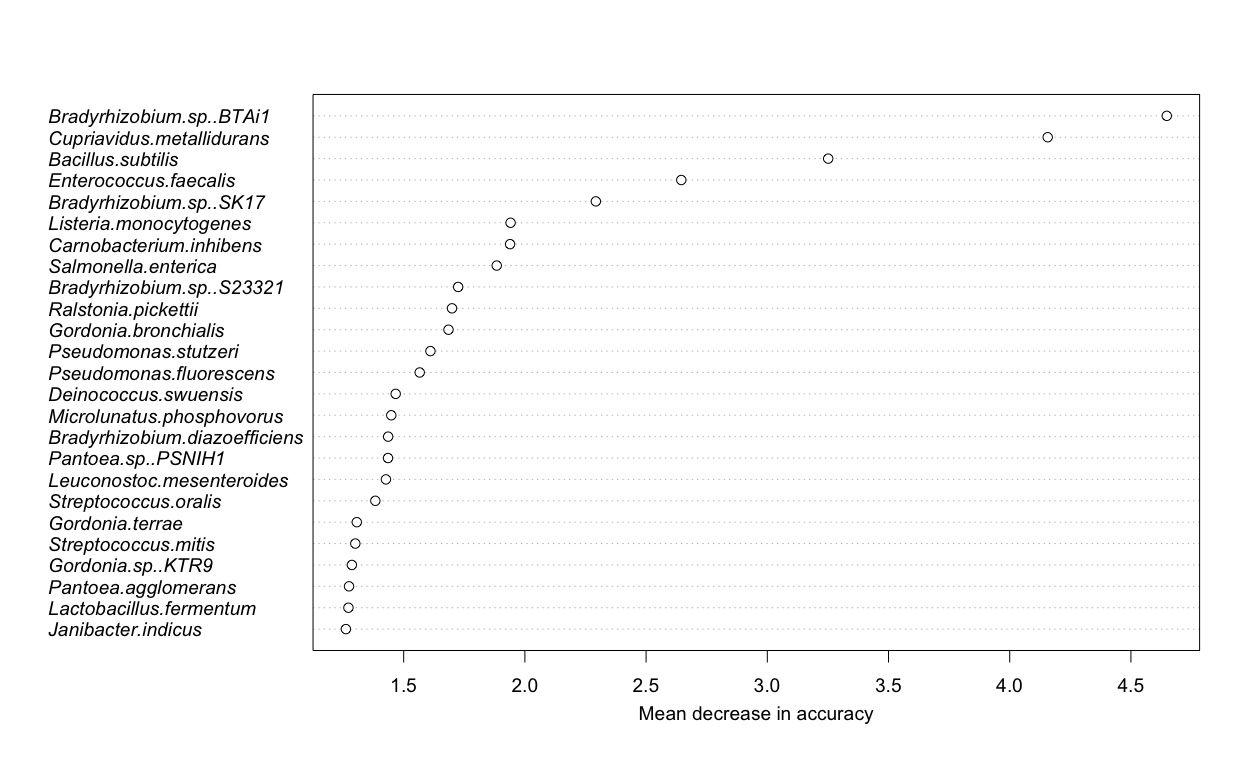 Bradyrhizobium.sp..BTAi1
Cupriavidus.metallidurans
Bacillus.subtilis
Enterococcus.faecalis
Bradyrhizobium.sp..SK17
Listeria.monocytogenes
Carnobacterium.inhibens
Salmonella.enterica
Bradyrhizobium.sp..S23321
Ralstonia.pickettii
Gordonia.bronchialis
Pseudomonas.stutzeri
Pseudomonas.fluorescens
Deinococcus.swuensis
Microlunatus.phosphovorus
Bradyrhizobium.diazoefficiens
Pantoea.sp..PSNIH1
Leuconostoc.mesenteroides
Streptococcus.oralis
Gordonia.terrae
Streptococcus.mitis
Gordonia.sp..KTR9
Pantoea.agglomerans
Lactobacillus.fermentum
Janibacter.indicus
1.5 2.0 2.5 3.0 3.5 4.0 4.5
Mean decrease in accuracy